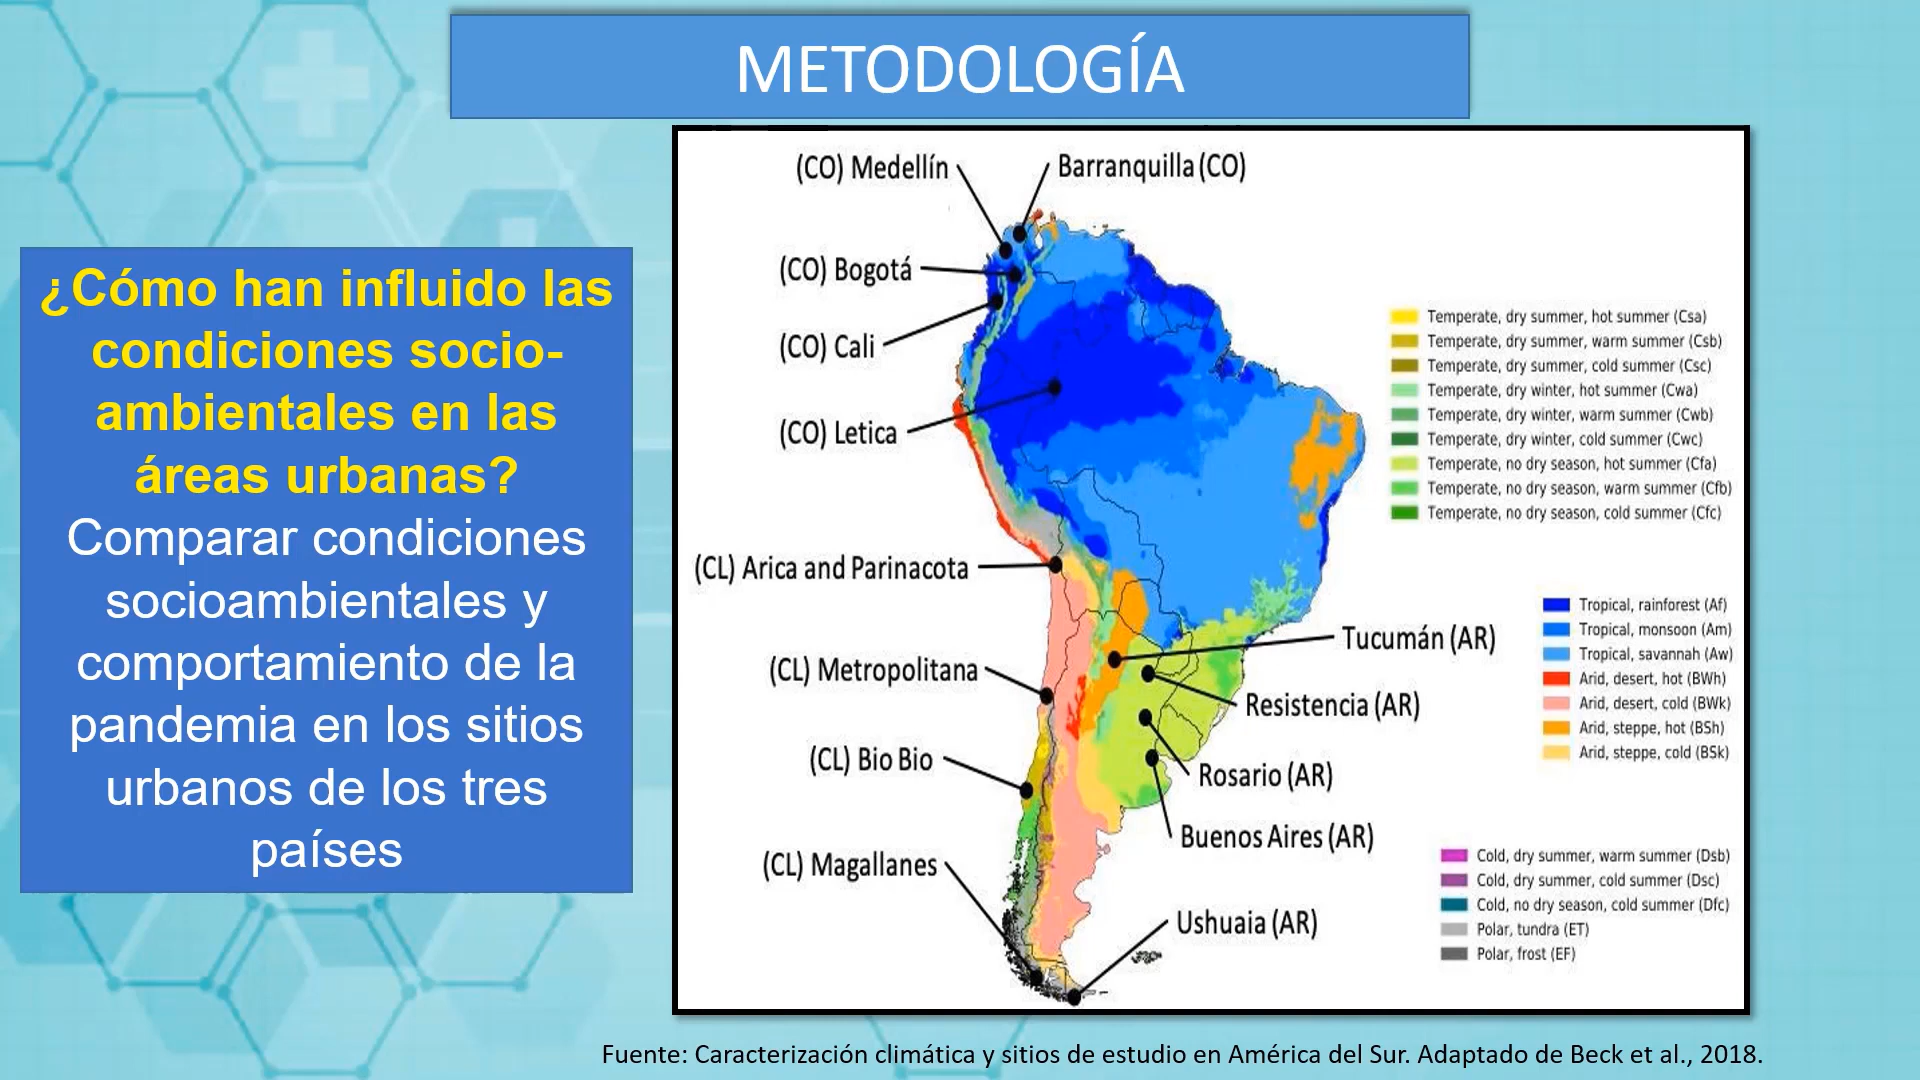 METODOLOGÍA
¿Cómo han influido las
condiciones socio-
ambientales en las
áreas urbanas?
Comparar condiciones
socioambientales y
comportamiento de la
pandemia en los sitios
urbanos de los tres
países
(CO) Medellín
Barranquilla (CO)
(CO) Bogotá
(CO) Cali
(CO) Letica
(CL) Arica and Parinacota
(CL) Metropolitana
(CL) Bio Bio
(CL) Magallanes
Tucumán (AR)
Resistencia (AR)
Rosario (AR)
Buenos Aires (AR)
Ushuaia (AR)
Temperate, dry summer, hot summer (Csa)
Temperate, dry summer, warm summer (Csb)
Temperate, dry summer, cold summer (Csc)
Temperate, dry winter, hot summer (Cwa)
Temperate, dry winter, warm summer (Cwb)
Temperate, dry winter, cold summer (Cwc)
Temperate, no dry season, hot summer (Cfa)
Temperate, no dry season, warm summer (Cfb)
Temperate, no dry season, cold summer (Cfc)
Tropical, rainforest (Af)
Tropical, monsoon (Am)
Tropical, savannah (Aw)
Arid, desert, hot (BWh)
Arid, desert, cold (BWk)
Arid, steppe, hot (BSh)
Arid, steppe, cold (BSk)
Cold, dry summer, warm summer (Dsb)
Cold, dry summer, cold summer (Dsc)
Cold, no dry season, cold summer (Dfc)
Polar, tundra (ET)
Polar, frost (EF)
Fuente: Caracterización climática y sitios de estudio en América del Sur. Adaptado de Beck et al., 2018.